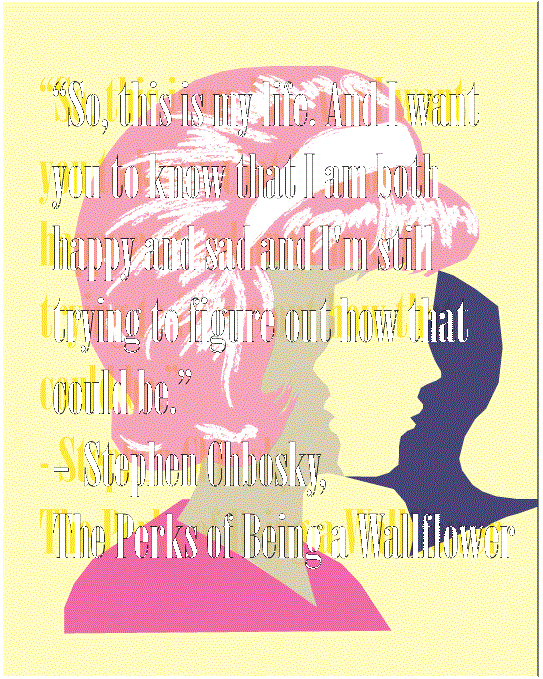 “So, this is my life. And I want
you to know that I am both
happy and sad and I’m still
trying to figure out how that
could be.”
– Stephen Chbosky,
The Perks of Being a Wallflower